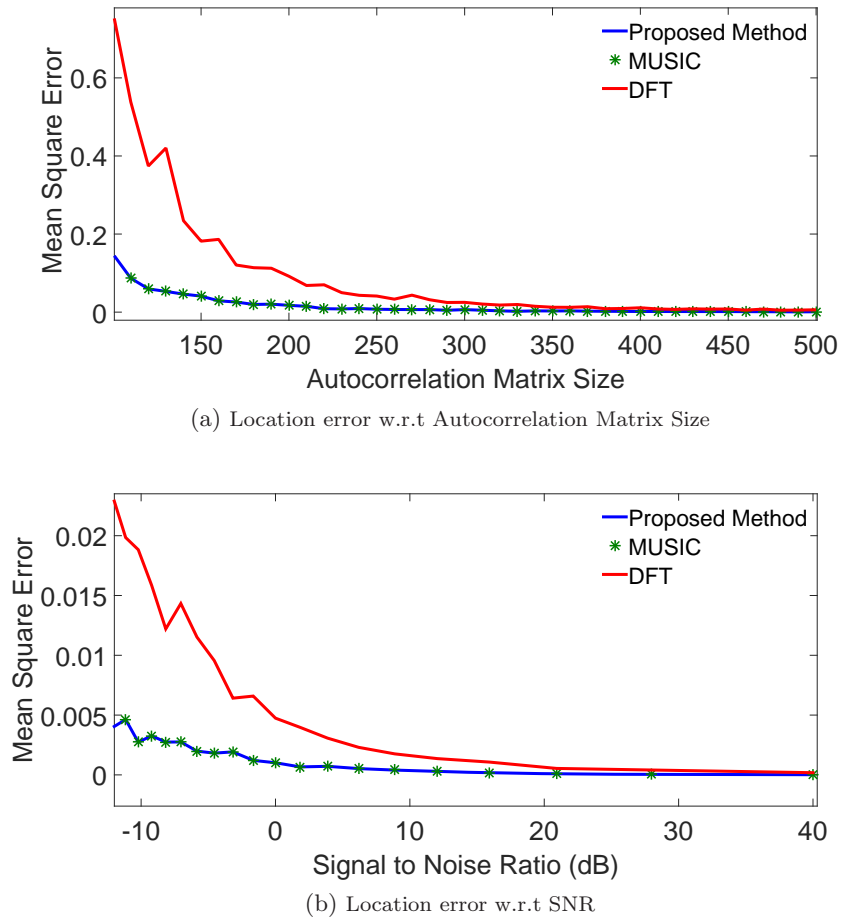 Proposed Method
MUSIC
DFT
Mean Square Error
0.6
0.4
0.2
0
150 200 250 300 350 400 450 500
Autocorrelation Matrix Size
(a) Location error w.r.t Autocorrelation Matrix Size
Proposed Method
MUSIC
DFT
Mean Square Error
0.02
0.015
0.01
0.005
0
-10 0 10 20 30 40
Signal to Noise Ratio (dB)
(b) Location error w.r.t SNR